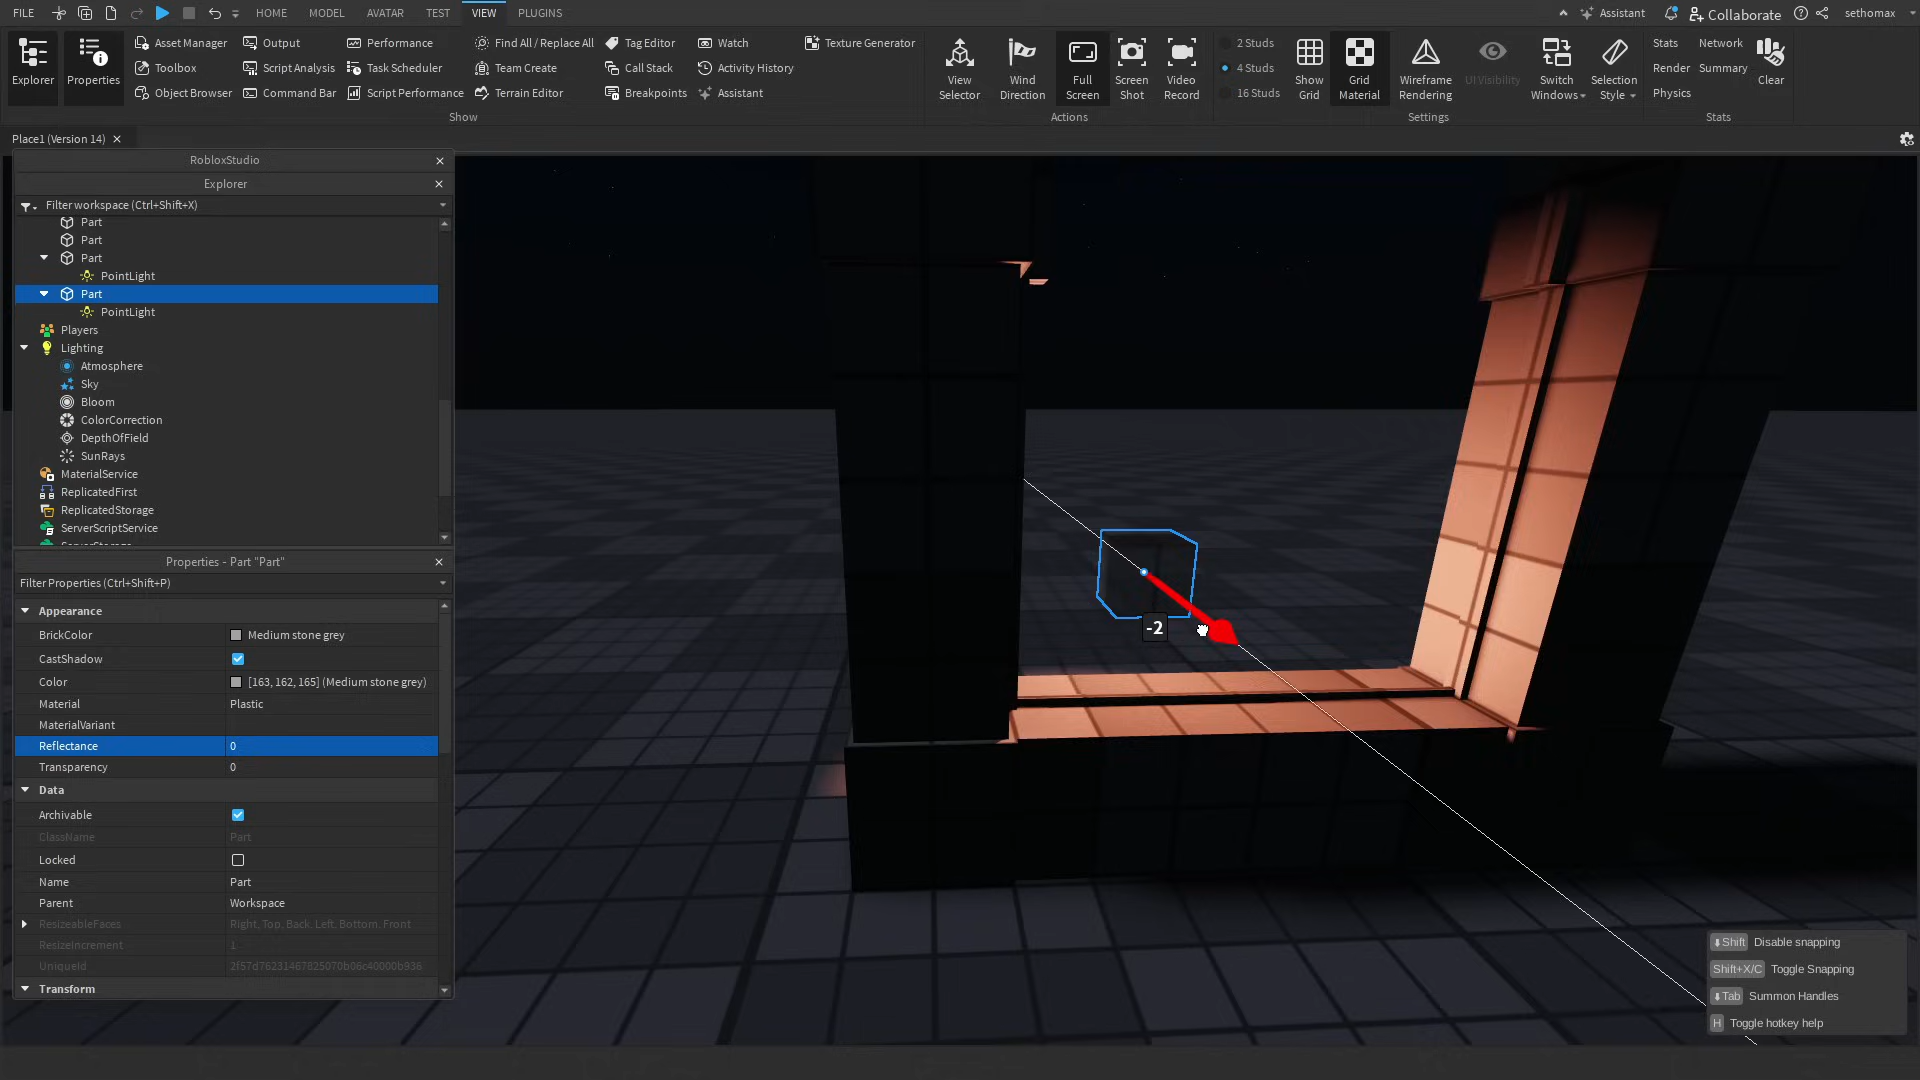 FILE
HOME MODEL AVATAR TEST VIEW PLUGINS
Assistant Collaborate sethomax
Explorer
Properties
Asset Manager Output Performance Find All / Replace All Tag Editor Watch Texture Generator
Toolbox Script Analysis Task Scheduler Team Create Call Stack Activity History
Object Browser Command Bar Script Performance Terrain Editor Breakpoints Assistant
Show
View Selector
Wind Direction
Full Screen
Screen Shot
Video Record
Actions
2 Studs
4 Studs
16 Studs
Show Grid
Grid Material
Wireframe Rendering
UI Visibility
Switch Windows
Selection Style
Settings
Stats Network
Render Summary
Physics
Clear
Stats
Place1 (Version 14)
RobloxStudio
Explorer
Filter workspace (Ctrl+Shift+X)
Part
Part
Part
PointLight
Part
PointLight
Players
Lighting
Atmosphere
Sky
Bloom
ColorCorrection
DepthOfField
SunRays
MaterialService
ReplicatedFirst
ReplicatedStorage
ServerScriptService
Properties - Part "Part"
Filter Properties (Ctrl+Shift+P)
Appearance
BrickColor Medium stone grey
CastShadow
Color [163, 162, 165] (Medium stone grey)
Material Plastic
MaterialVariant
Reflectance 0
Transparency 0
Data
Archivable
ClassName Part
Locked
Name Part
Parent Workspace
ResizeableFaces Right, Top, Back, Left, Bottom, Front
ResizeIncrement 1
UniqueId
Transform
-2
Shift Disable snapping
Shift+X/C Toggle Snapping
Tab Summon Handles
H Toggle hotkey help